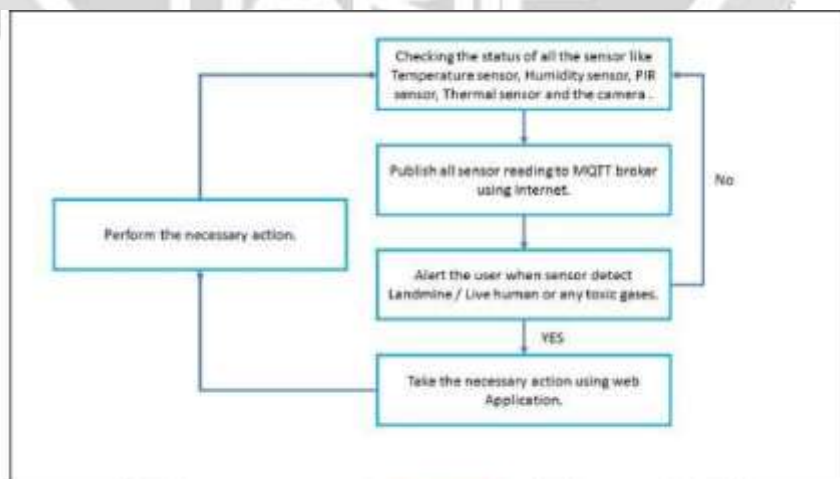 Checking the status of all the sensor like
Temperature sensor, Humidity sensor, PIR
sensor, Thermal sensor and the camera .
Publish all sensor reading to MQTT broker
using Internet.
No
Perform the necessary action.
Alert the user when sensor detect
Landmine / Live human or any toxic gases.
YES
Take the necessary action using web
Application.